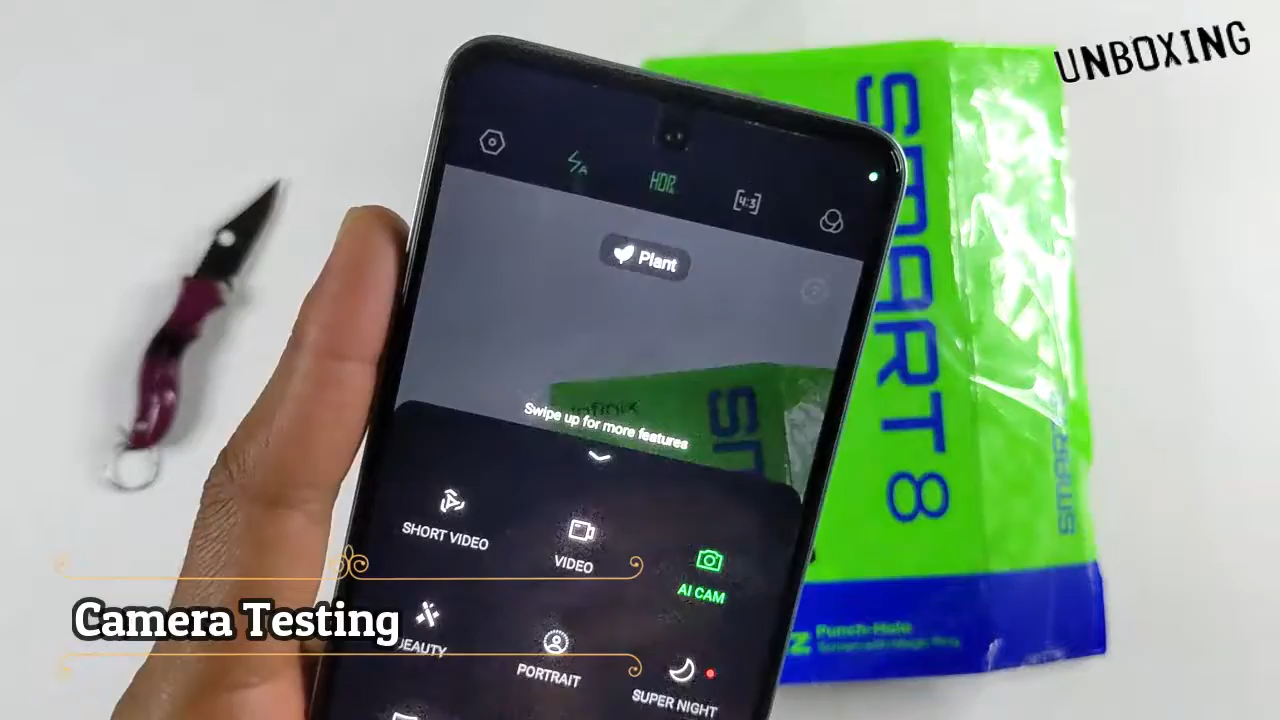 UNBOXING
SMART 8
HDR
4:3
Plant
Infinix
Swipe up for more features
SHORT VIDEO
VIDEO
AI CAM
BEAUTY
PORTRAIT
SUPER NIGHT
Camera Testing
Punch-Hole